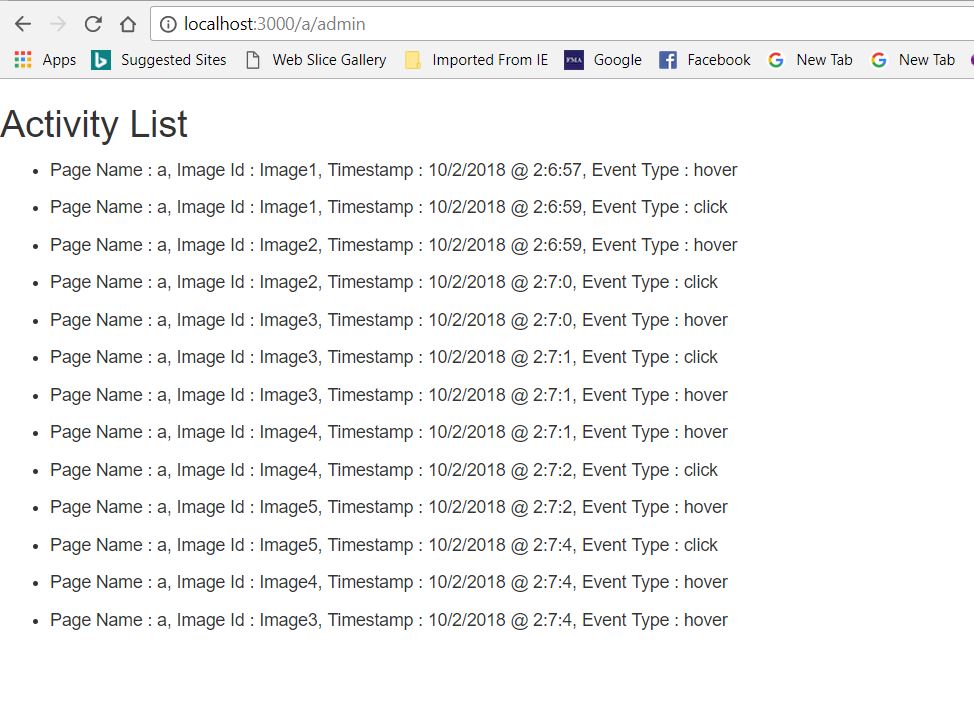 localhost:3000/a/admin
Apps Suggested Sites Web Slice Gallery Imported From IE FMA Google Facebook New Tab New Tab
Activity List
• Page Name : a, Image Id : Image1, Timestamp : 10/2/2018 @ 2:6:57, Event Type : hover
• Page Name : a, Image Id : Image1, Timestamp : 10/2/2018 @ 2:6:59, Event Type : click
• Page Name : a, Image Id : Image2, Timestamp : 10/2/2018 @ 2:6:59, Event Type : hover
• Page Name : a, Image Id : Image2, Timestamp : 10/2/2018 @ 2:7:0, Event Type : click
• Page Name : a, Image Id : Image3, Timestamp : 10/2/2018 @ 2:7:0, Event Type : hover
• Page Name : a, Image Id : Image3, Timestamp : 10/2/2018 @ 2:7:1, Event Type : click
• Page Name : a, Image Id : Image3, Timestamp : 10/2/2018 @ 2:7:1, Event Type : hover
• Page Name : a, Image Id : Image4, Timestamp : 10/2/2018 @ 2:7:1, Event Type : hover
• Page Name : a, Image Id : Image4, Timestamp : 10/2/2018 @ 2:7:2, Event Type : click
• Page Name : a, Image Id : Image5, Timestamp : 10/2/2018 @ 2:7:2, Event Type : hover
• Page Name : a, Image Id : Image5, Timestamp : 10/2/2018 @ 2:7:4, Event Type : click
• Page Name : a, Image Id : Image4, Timestamp : 10/2/2018 @ 2:7:4, Event Type : hover
• Page Name : a, Image Id : Image3, Timestamp : 10/2/2018 @ 2:7:4, Event Type : hover